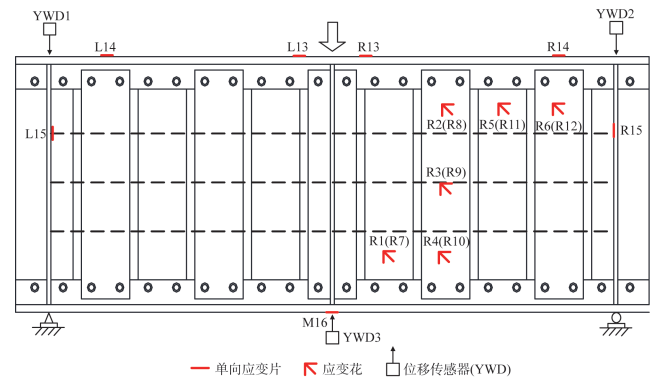 YWD1
YWD2
L14
L13
R13
R14
L15
R2(R8)
R5(R11)
R6(R12)
R15
R3(R9)
R1(R7)
R4(R10)
M16
YWD3
单向应变片
应变花
位移传感器(YWD)